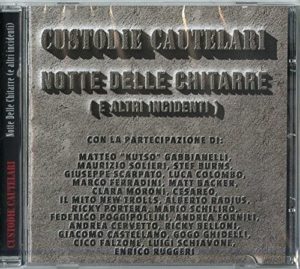 CUSTODIE CAUTELARI
NOTTE DELLE CHITARRE
(E ALTRI INCIDENTI)
CON LA PARTECIPAZIONE DI:
MATTEO "KUTSO" GABBIANELLI
MAURIZIO SOLIERI, STEF BURNS
GIUSEPPE SCARPATO, LUCA COLOMBO,
MARCO FERRADINI, MATT BACKER,
CLARA MORONI, CESAREO
IL MITO NEW TROLLS, ALBERTO RADIUS,
RICKY PORTERA, MARIO SCHILIRO,
FEDERICO POGGIPOLLINI, ANDREA FORNILI,
ANDREA CERVETTO, RICKY BELLONI,
GIACOMO CASTELLANO, GOGO GHIDELLI,
CICO FALZONE, LUIGI SCHIAVONE,
ENRICO RUGGERI
CUSTODIE CAUTELARI Notte Delle Chitarre (e altri incidenti)